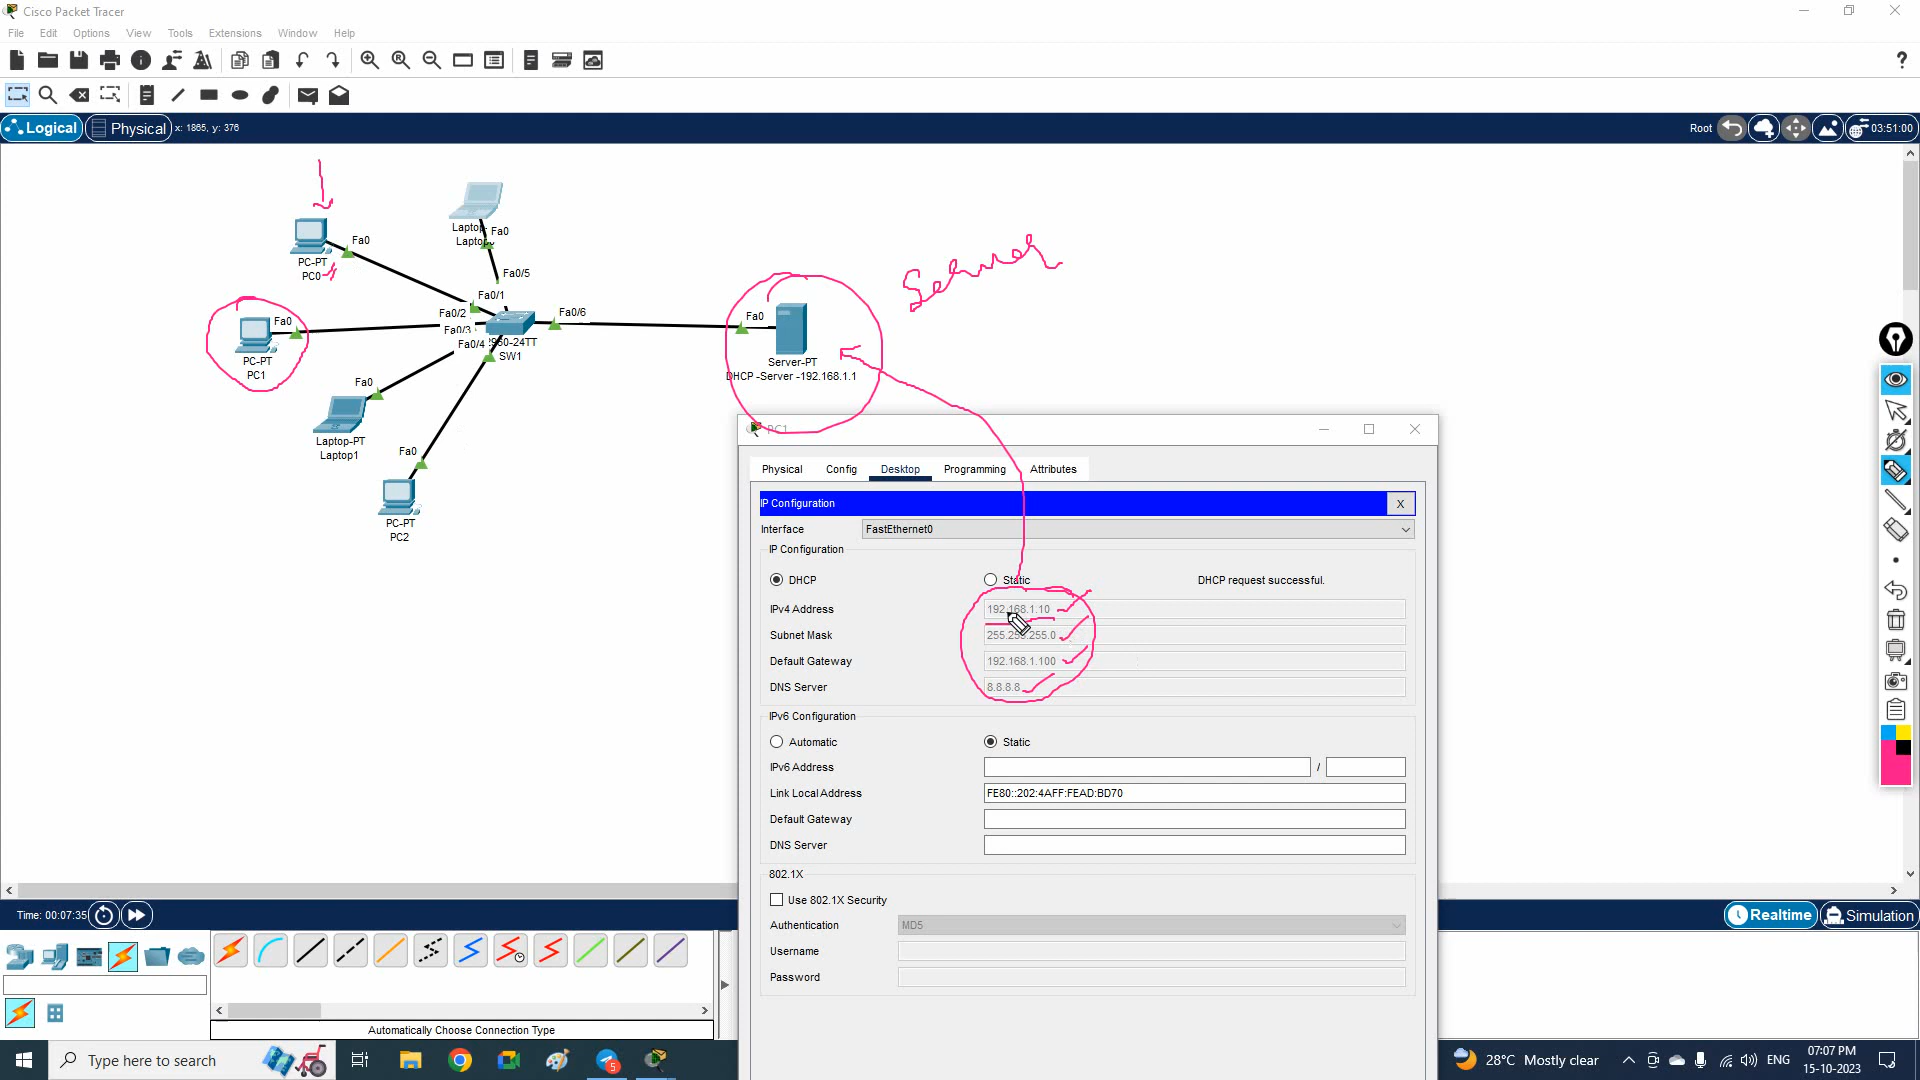 Cisco Packet Tracer
File Edit Options View Tools Extensions Window Help
Logical Physical x: 1865, y: 376 Root 03:51:00
PC-PT
PC0
Fa0
Laptop
Laptop
Fa0
Fa0/5
Fa0/1
Fa0/2
Fa0/3
Fa0/4
Fa0/6
960-24TT
SW1
Fa0
PC-PT
PC1
Fa0
Laptop-PT
Laptop1
Fa0
PC-PT
PC2
Fa0
Server-PT
DHCP -Server -192.168.1.1
PC1
Physical Config Desktop Programming Attributes
IP Configuration X
Interface FastEthernet0
IP Configuration
DHCP Static DHCP request successful.
IPv4 Address 192.168.1.10
Subnet Mask 255.255.255.0
Default Gateway 192.168.1.100
DNS Server 8.8.8.8
IPv6 Configuration
Automatic Static
IPv6 Address /
Link Local Address FE80::202:4AFF:FEAD:BD70
Default Gateway
DNS Server
802.1X
Use 802.1X Security
Authentication MD5
Username
Password
Time: 00:07:35 Realtime Simulation
Automatically Choose Connection Type
Type here to search 5 28°C Mostly clear ENG 07:07 PM
15-10-2023